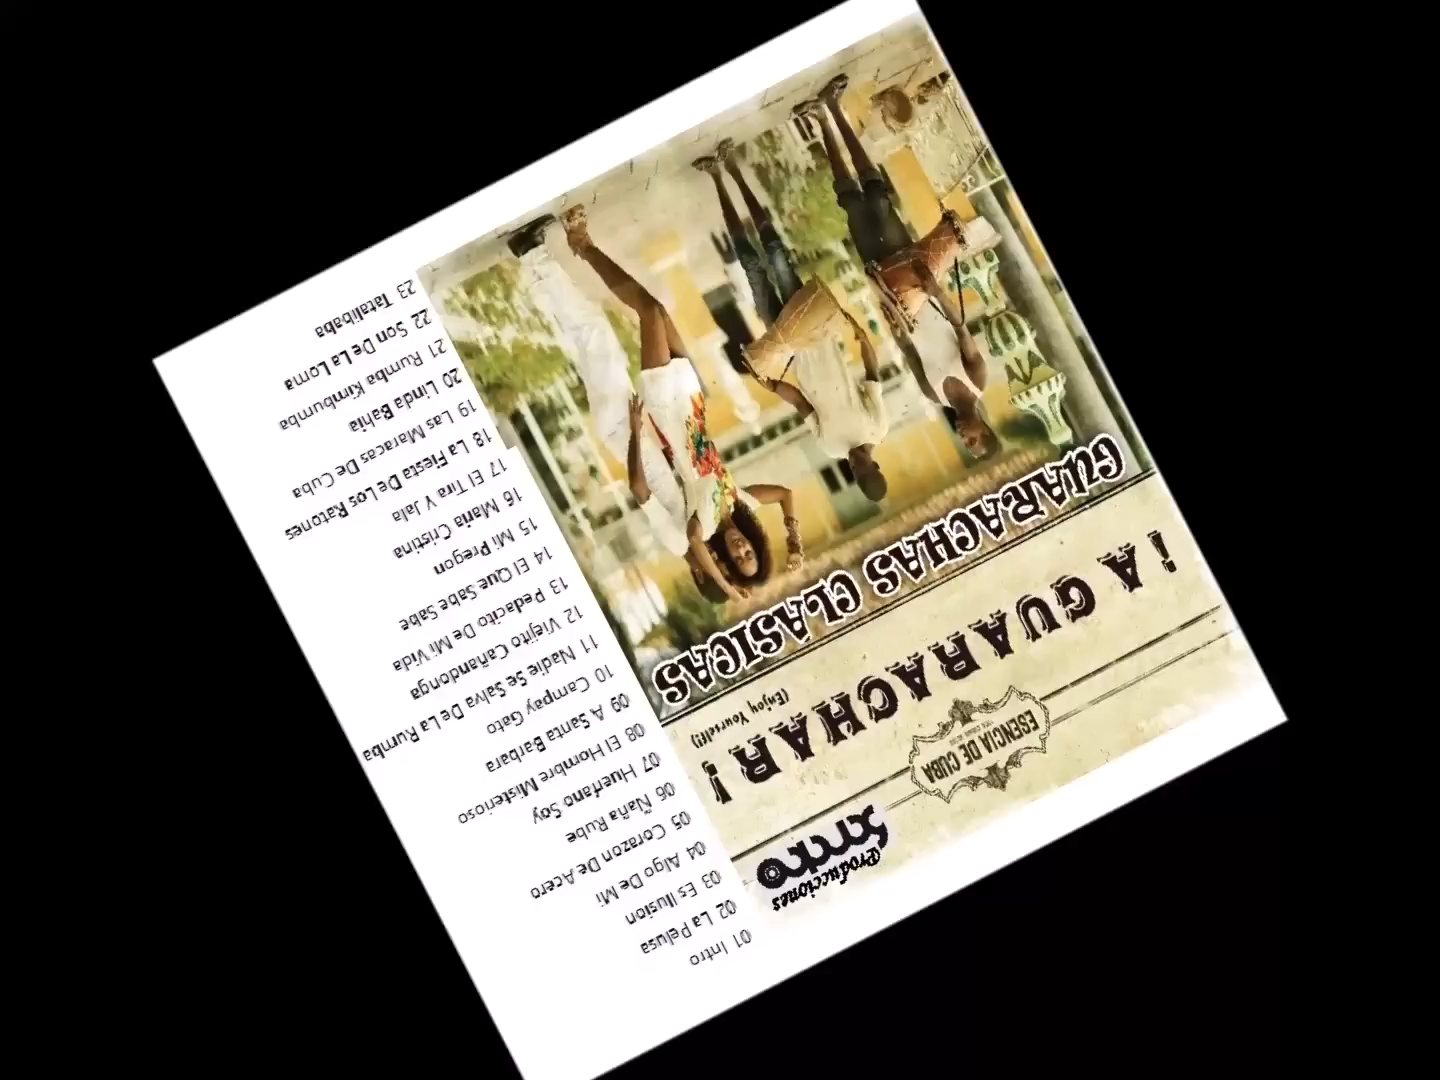 Producciones
Smdro
ESENCIA DE CUBA
¡A GUARACHAR!
(Enjoy Yourself!)
GUARACHAS CLASICAS
01 Intro
02 La Pelusa
03 Es Ilusion
04 Algo De Mi
05 Corazon De Acero
06 Ñaña Rube
07 Huerfano Soy
08 El Hombre Misterioso
09 A Santa Barbara
10 Campay Gato
11 Nadie Se Salva De La Rumba
12 Viejito Cañandonga
13 Pedacito De Mi Vida
14 El Que Sabe Sabe
15 Mi Pregon
16 Maria Cristina
17 El Tira Y Jala
18 La Fiesta De Los Ratones
19 Las Maracas De Cuba
20 Linda Bahia
21 Rumba Kimbumba
22 Son De La Loma
23 Tatalibaba